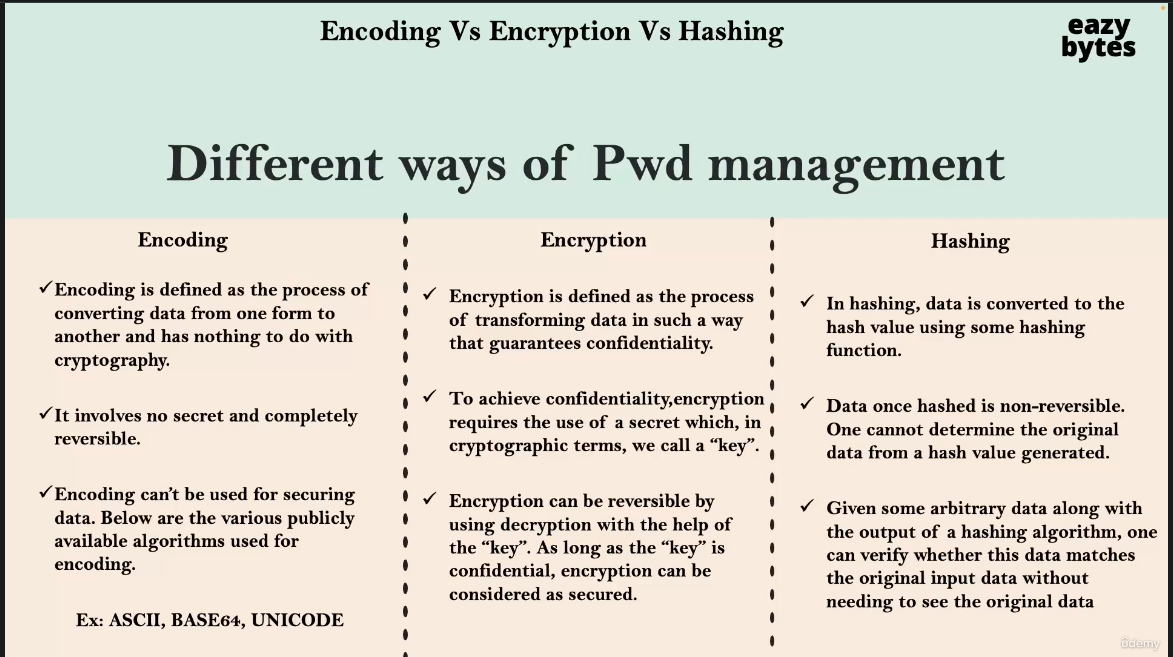 Encoding Vs Encryption Vs Hashing
eazy
bytes
Different ways of Pwd management
Encoding
✓Encoding is defined as the process of
converting data from one form to
another and has nothing to do with
cryptography.
✓It involves no secret and completely
reversible.
✓Encoding can't be used for securing
data. Below are the various publicly
available algorithms used for
encoding.
Ex: ASCII, BASE64, UNICODE
Encryption
✓ Encryption is defined as the process
of transforming data in such a way
that guarantees confidentiality.
✓ To achieve confidentiality,encryption
requires the use of a secret which, in
cryptographic terms, we call a “key”.
✓ Encryption can be reversible by
using decryption with the help of
the “key”. As long as the “key” is
confidential, encryption can be
considered as secured.
Hashing
✓ In hashing, data is converted to the
hash value using some hashing
function.
✓ Data once hashed is non-reversible.
One cannot determine the original
data from a hash value generated.
✓ Given some arbitrary data along with
the output of a hashing algorithm, one
can verify whether this data matches
the original input data without
needing to see the original data
ûdemy